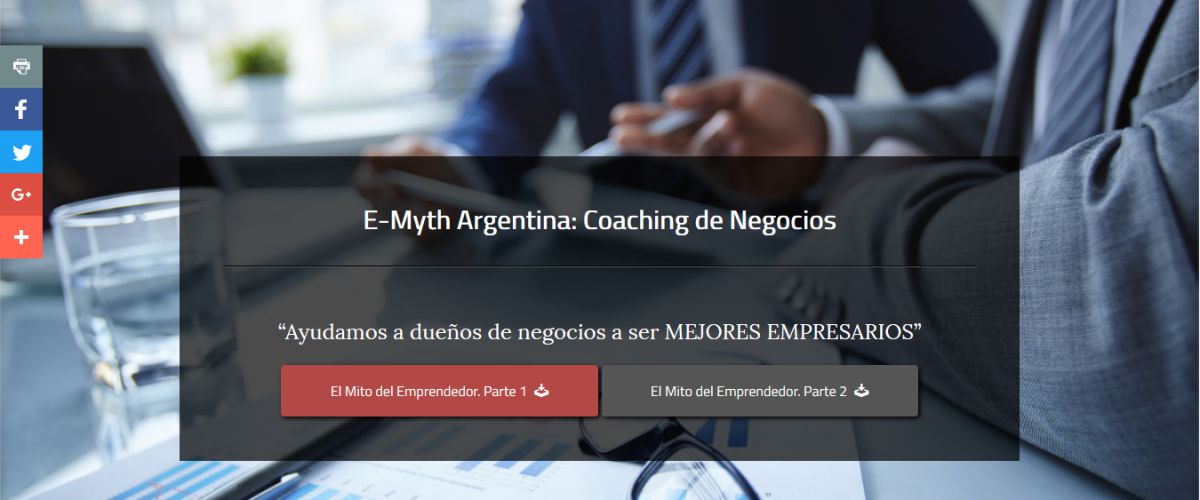 E-Myth Argentina: Coaching de Negocios
“Ayudamos a dueños de negocios a ser MEJORES EMPRESARIOS”
El Mito del Emprendedor. Parte 1
El Mito del Emprendedor. Parte 2